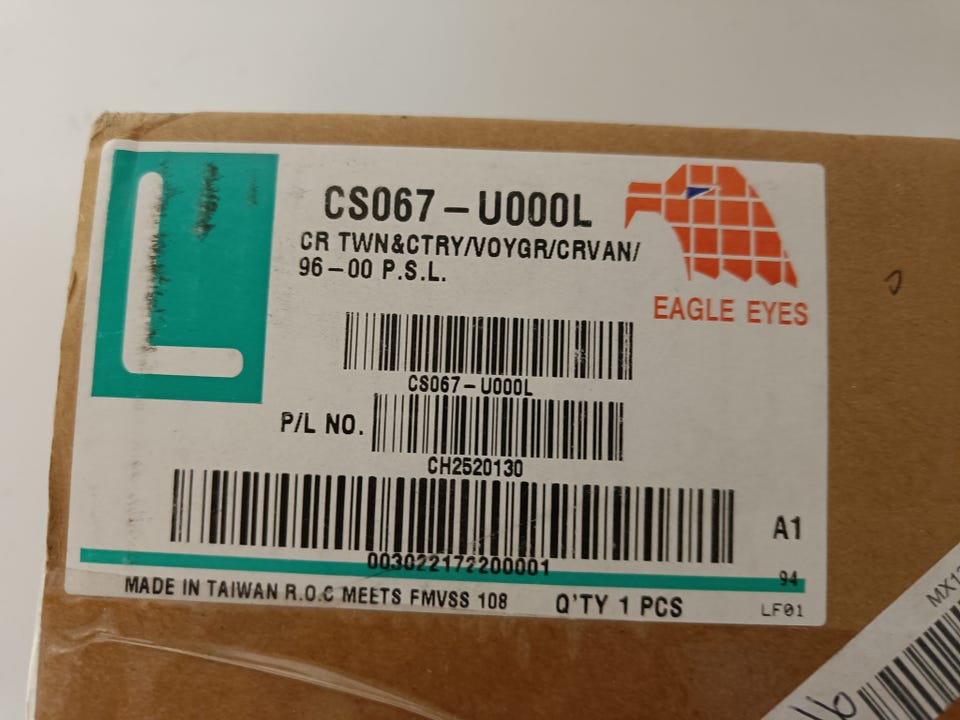 L
CS067-U000L
CR TWN&CTRY/VOYGR/CRVAN/
96-00 P.S.L.
EAGLE EYES
CS067-U000L
P/L NO.
CH2520130
003022172200001
A1
94
MADE IN TAIWAN R.O.C MEETS FMVSS 108 Q'TY 1 PCS
LF01